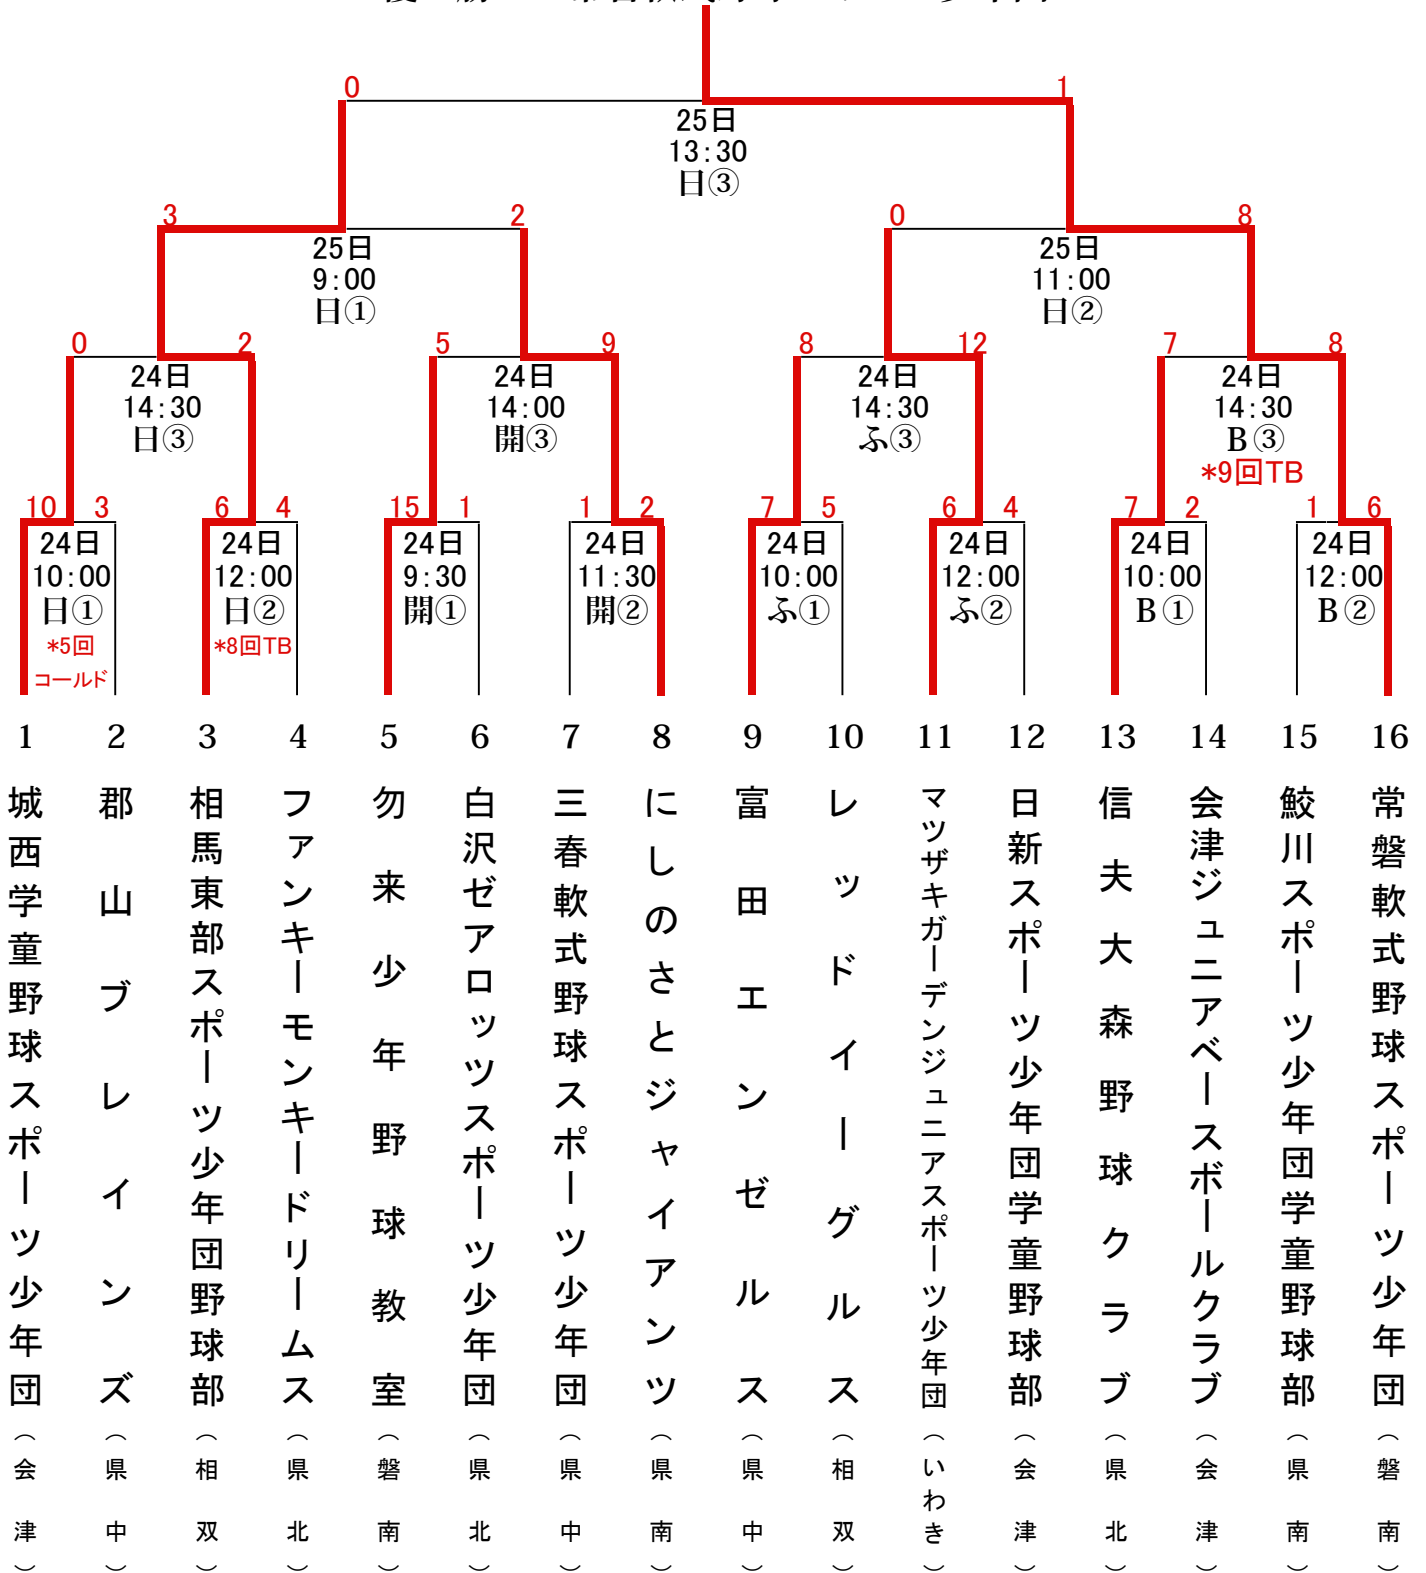 0 1
25日
13:30
日③
3 2 0 8
25日
9:00
日①
25日
11:00
日②
0 2 5 9 8 12 7 8
24日
14:30
日③
24日
14:00
開③
24日
14:30
ふ③
24日
14:30
B③
*9回TB
10 3 6 4 15 1 1 2 7 5 6 4 7 2 1 6
24日
10:00
日①
*5回
コールド
24日
12:00
日②
*8回TB
24日
9:30
開①
24日
11:30
開②
24日
10:00
ふ①
24日
12:00
ふ②
24日
10:00
B①
24日
12:00
B②
1
城西学童野球スポーツ少年団
(会津)
2
郡山ブレインズ
(県中)
3
相馬東部スポーツ少年団野球部
(相双)
4
ファンキーモンキードリームス
(県北)
5
勿来少年野球教室
(磐南)
6
白沢ゼアロッツスポーツ少年団
(県北)
7
三春軟式野球スポーツ少年団
(県中)
8
にしのさとジャイアンツ
(県南)
9
富田エンゼルス
(県中)
10
レッドイーグルス
(相双)
11
マツザキガーデンジュニアスポーツ少年団
(いわき)
12
日新スポーツ少年団学童野球部
(会津)
13
信夫大森野球クラブ
(県北)
14
会津ジュニアベースボールクラブ
(会津)
15
鮫川スポーツ少年団学童野球部
(県南)
16
常磐軟式野球スポーツ少年団
(磐南)